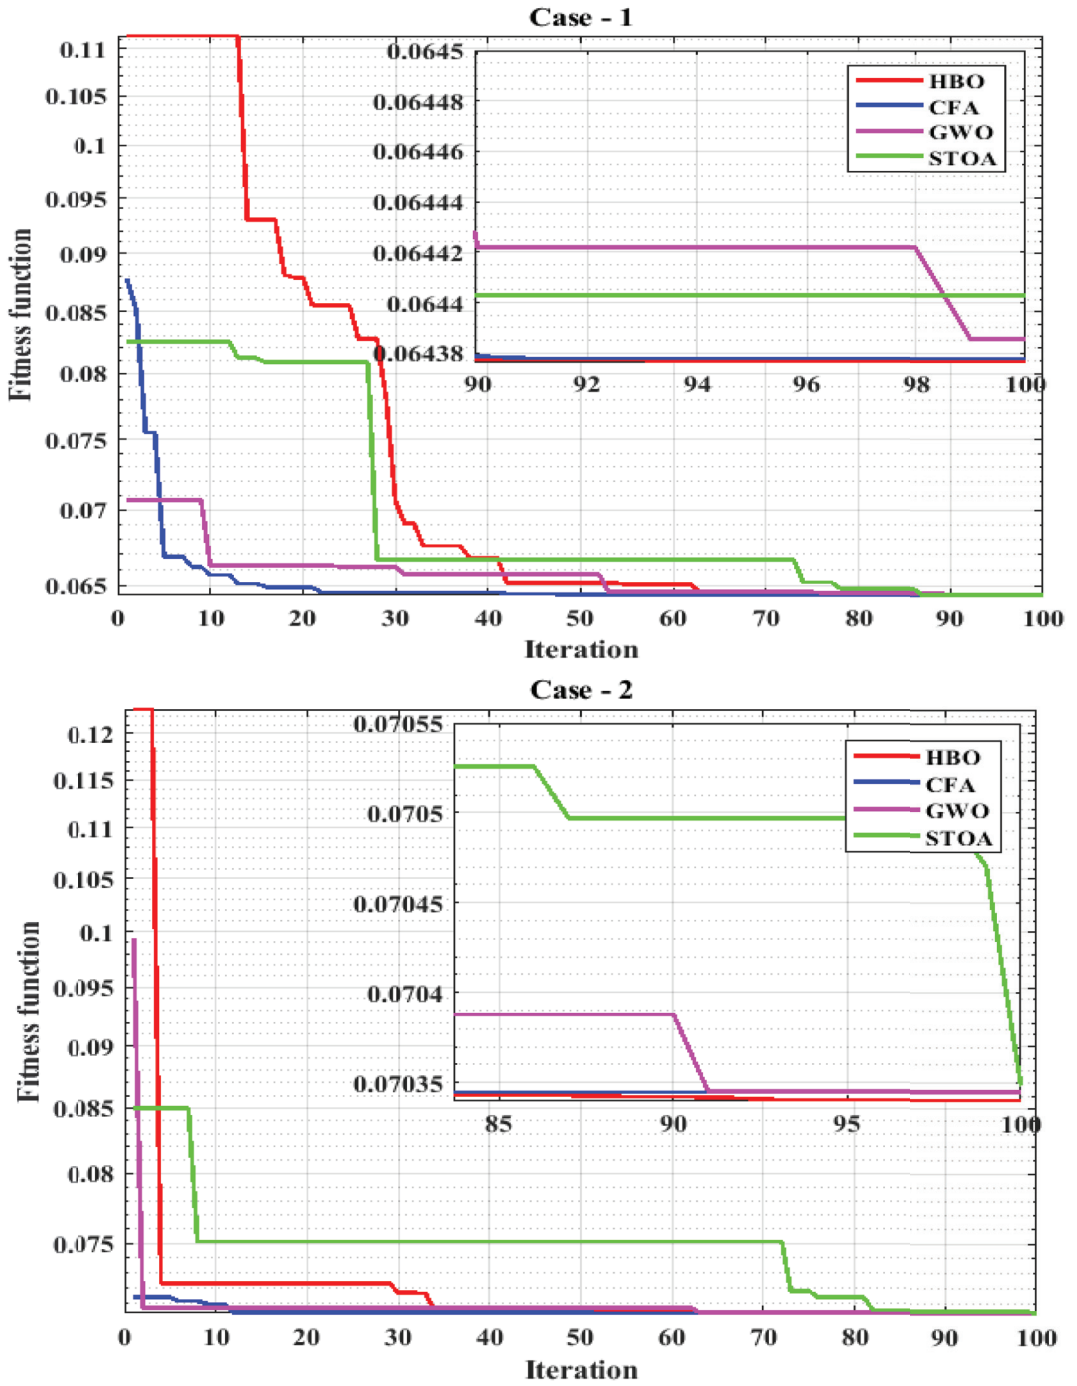 Case - 1
Fitness function
0.11
0.105
0.1
0.095
0.09
0.085
0.08
0.075
0.07
0.065
0.0645
0.06448
0.06446
0.06444
0.06442
0.0644
0.06438
90 92 94 96 98 100
HBO
CFA
GWO
STOA
0 10 20 30 40 50 60 70 80 90 100
Iteration
Case - 2
Fitness function
0.12
0.115
0.11
0.105
0.1
0.095
0.09
0.085
0.08
0.075
0.07055
0.0705
0.07045
0.0704
0.07035
85 90 95 100
HBO
CFA
GWO
STOA
0 10 20 30 40 50 60 70 80 90 100
Iteration